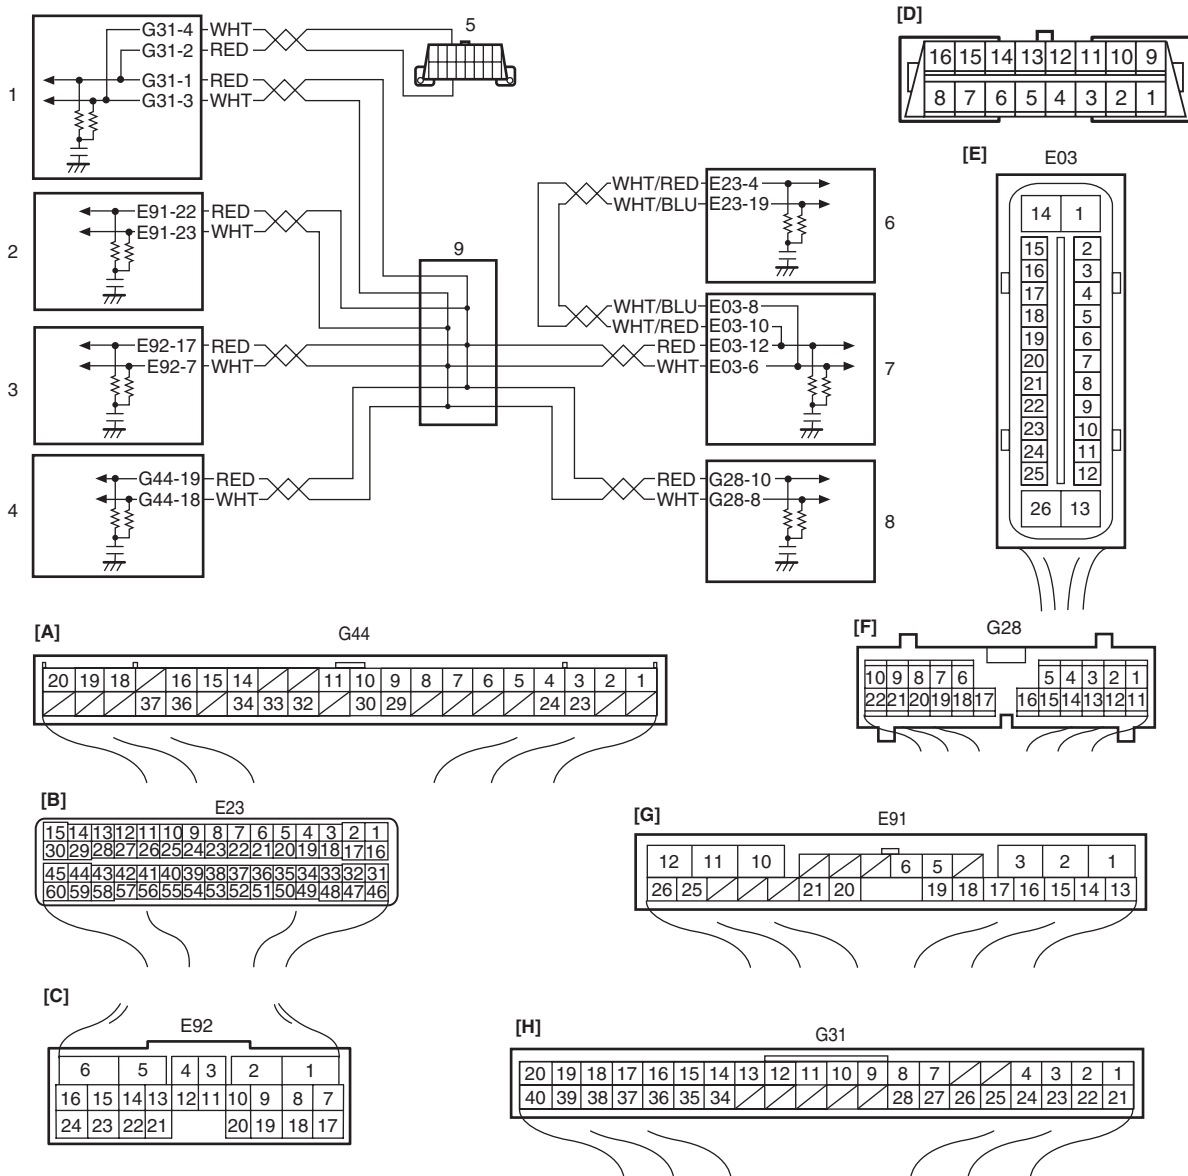 G31-4 WHT
G31-2 RED
G31-1 RED
G31-3 WHT
1
5
[D]
16 15 14 13 12 11 10 9
8 7 6 5 4 3 2 1
E91-22 RED
E91-23 WHT
2
9
WHT/RED E23-4
WHT/BLU E23-19
6
E92-17 RED
E92-7 WHT
3
WHT/BLU E03-8
WHT/RED E03-10
RED E03-12
WHT E03-6
7
G44-19 RED
G44-18 WHT
4
RED G28-10
WHT G28-8
8
[E]
E03
14 1
15 2
16 3
17 4
18 5
19 6
20 7
21 8
22 9
23 10
24 11
25 12
26 13
[A]
G44
20 19 18 16 15 14 11 10 9 8 7 6 5 4 3 2 1
37 36 34 33 32 30 29 24 23
[F]
G28
10 9 8 7 6 5 4 3 2 1
22 21 20 19 18 17 16 15 14 13 12 11
[B]
E23
15 14 13 12 11 10 9 8 7 6 5 4 3 2 1
30 29 28 27 26 25 24 23 22 21 20 19 18 17 16
45 44 43 42 41 40 39 38 37 36 35 34 33 32 31
60 59 58 57 56 55 54 53 52 51 50 49 48 47 46
[G]
E91
12 11 10 6 5 3 2 1
26 25 21 20 19 18 17 16 15 14 13
[C]
E92
6 5 4 3 2 1
16 15 14 13 12 11 10 9 8 7
24 23 22 21 20 19 18 17
[H]
G31
20 19 18 17 16 15 14 13 12 11 10 9 8 7 4 3 2 1
40 39 38 37 36 35 34 28 27 26 25 24 23 22 21